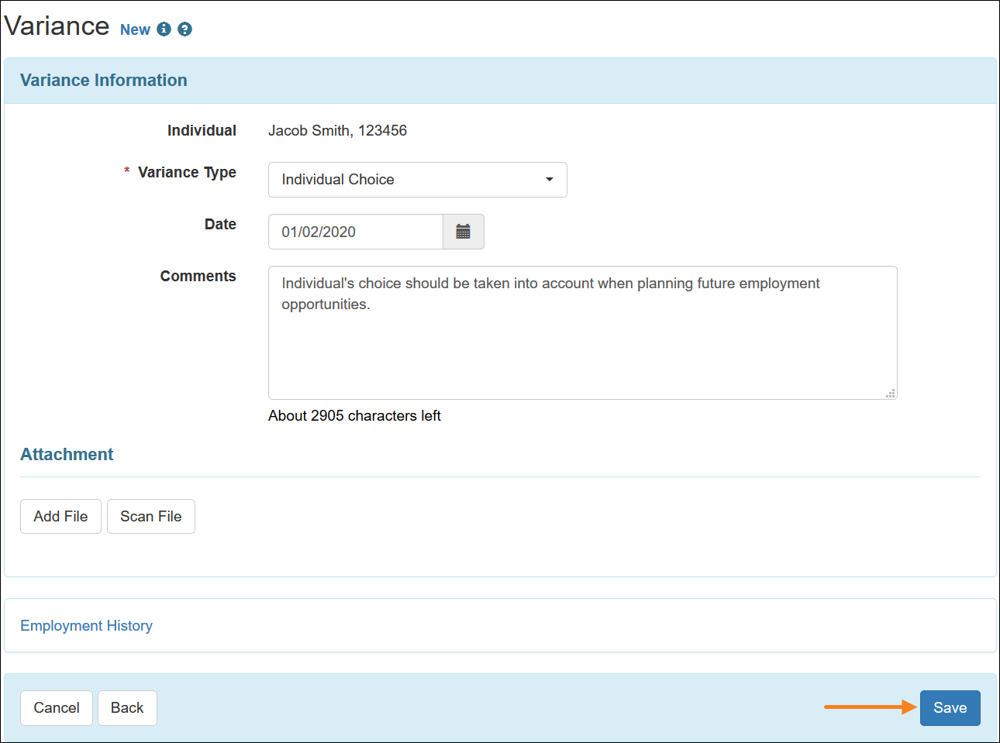 Variance New
Variance Information
Individual Jacob Smith, 123456
* Variance Type Individual Choice
Date 01/02/2020
Comments Individual's choice should be taken into account when planning future employment
opportunities.
About 2905 characters left
Attachment
Add File Scan File
Employment History
Cancel Back Save